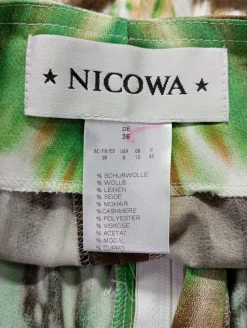 ★ NICOWA ★
DE
36
BE/FR/ES USA GB IT
38 6 10 42
% SCHURWOLLE
% WOLLE
% LEINEN
% SEIDE
% MOHAIR
%CASHMERE
% POLYESTER
% VISKOSE
% ACETAT
% MODAL
% CUPRO